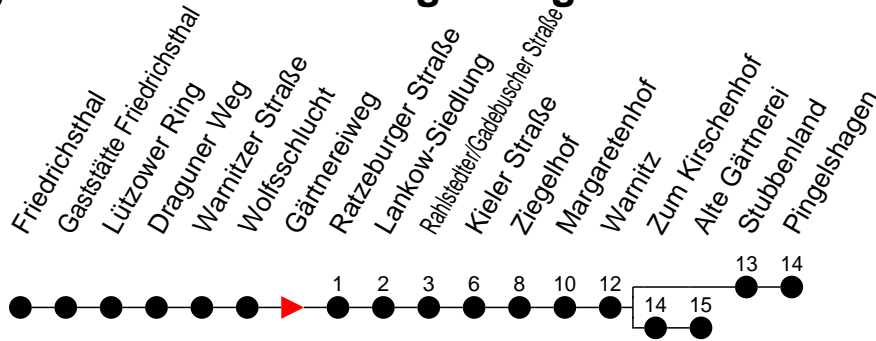 Friedrichsthal
Gaststätte Friedrichsthal
Lützower Ring
Draguner Weg
Warnitzer Straße
Wolfsschlucht
Gärtnereiweg
Ratzeburger Straße
Lankow-Siedlung
Rahlstedter/Gadebuscher Straße
Kieler Straße
Ziegelhof
Margaretenhof
Warnitz
Zum Kirschenhof
Alte Gärtnerei
Stubbenland
Pingelshagen
1 2 3 6 8 10 12 13 14
14 15